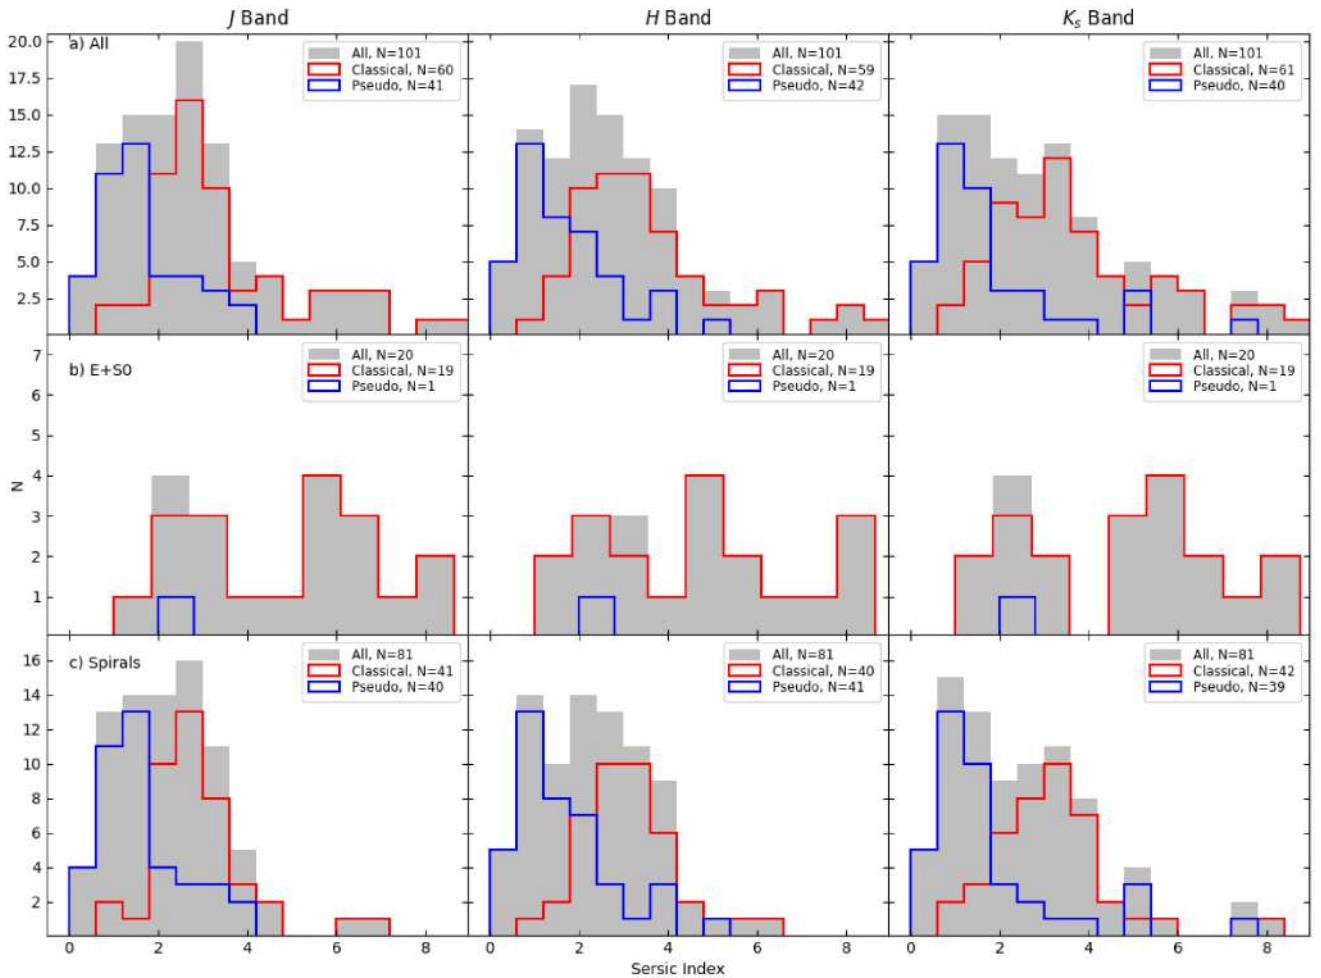 J Band
H Band
Ks Band
a) All
All, N=101
Classical, N=60
Pseudo, N=41
All, N=101
Classical, N=59
Pseudo, N=42
All, N=101
Classical, N=61
Pseudo, N=40
20.0
17.5
15.0
12.5
10.0
7.5
5.0
2.5
b) E+S0
All, N=20
Classical, N=19
Pseudo, N=1
All, N=20
Classical, N=19
Pseudo, N=1
All, N=20
Classical, N=19
Pseudo, N=1
7
6
5
4
3
2
1
N
c) Spirals
All, N=81
Classical, N=41
Pseudo, N=40
All, N=81
Classical, N=40
Pseudo, N=41
All, N=81
Classical, N=42
Pseudo, N=39
16
14
12
10
8
6
4
2
0 2 4 6 8
0 2 4 6 8
0 2 4 6 8
Sersic Index